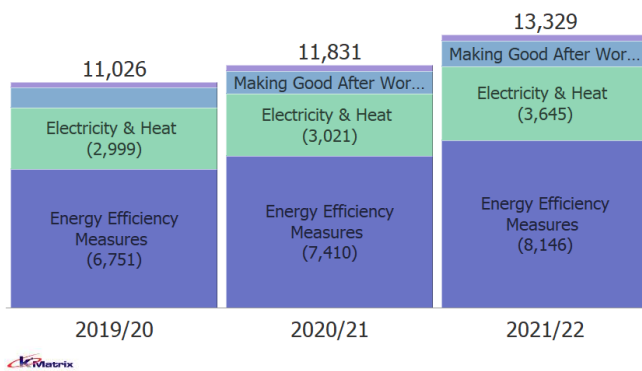 11,026
11,831
13,329
Making Good After Wor...
Making Good After Wor...
Electricity & Heat
(2,999)
Electricity & Heat
(3,021)
Electricity & Heat
(3,645)
Energy Efficiency
Measures
(6,751)
Energy Efficiency
Measures
(7,410)
Energy Efficiency
Measures
(8,146)
2019/20
2020/21
2021/22
kMatrix